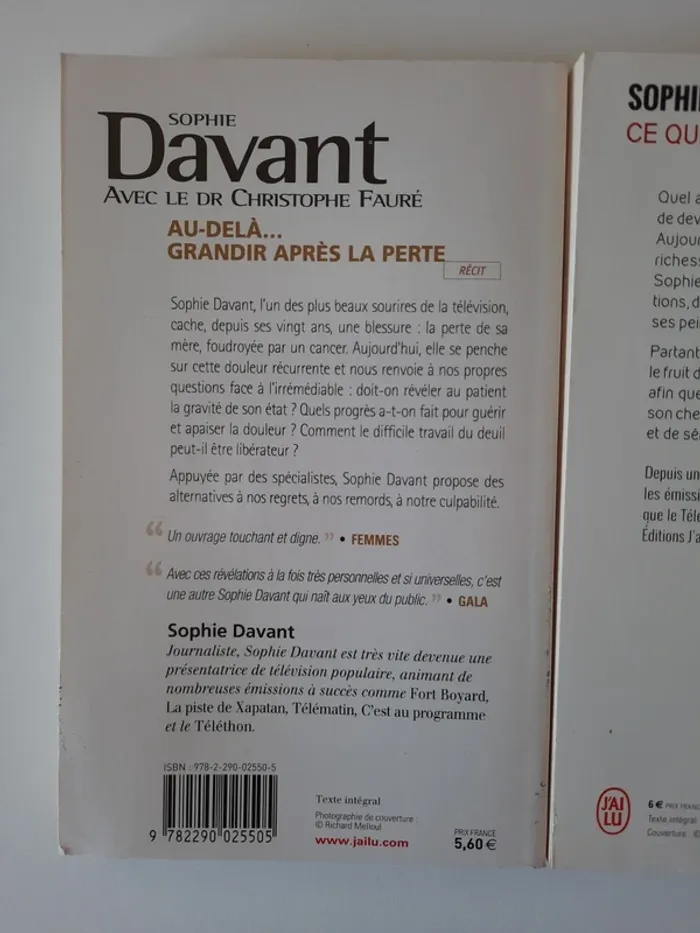 SOPHIE
Davant
AVEC LE DR CHRISTOPHE FAURÉ
AU-DELÀ...
GRANDIR APRÈS LA PERTE
RÉCIT
Sophie Davant, l'un des plus beaux sourires de la télévision,
cache, depuis ses vingt ans, une blessure : la perte de sa
mère, foudroyée par un cancer. Aujourd'hui, elle se penche
sur cette douleur récurrente et nous renvoie à nos propres
questions face à l'irrémédiable : doit-on révéler au patient
la gravité de son état ? Quels progrès a-t-on fait pour guérir
et apaiser la douleur ? Comment le difficile travail du deuil
peut-il être libérateur ?
Appuyée par des spécialistes, Sophie Davant propose des
alternatives à nos regrets, à nos remords, à notre culpabilité.
“ Un ouvrage touchant et digne. ” • FEMMES
“ Avec ces révélations à la fois très personnelles et si universelles, c'est
une autre Sophie Davant qui naît aux yeux du public. ” • GALA
Sophie Davant
Journaliste, Sophie Davant est très vite devenue une
présentatrice de télévision populaire, animant de
nombreuses émissions à succès comme Fort Boyard,
La piste de Xapatan, Télématin, C'est au programme
et le Téléthon.
ISBN : 978-2-290-02550-5
9 782290 025505
Texte intégral
Photographie de couverture :
© Richard Melloul
www.jailu.com
PRIX FRANCE
5,60 €
SOPHI
CE QU
Quel a
de dev
Aujour
richess
Sophie
tions, d
ses pei
Partant
le fruit d
afin que
son che
et de sé
Depuis un
les émissi
que le Télé
Éditions J'a
J'AI
LU
6 € PRIX FRANC
Texte intégral
Couverture : ©